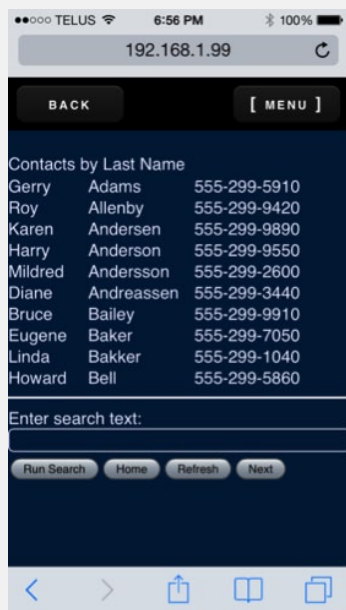 TELUS 6:56 PM 100%
192.168.1.99
BACK [ MENU ]
Contacts by Last Name
Gerry Adams 555-299-5910
Roy Allenby 555-299-9420
Karen Andersen 555-299-9890
Harry Anderson 555-299-9550
Mildred Andersson 555-299-2600
Diane Andreassen 555-299-3440
Bruce Bailey 555-299-9910
Eugene Baker 555-299-7050
Linda Bakker 555-299-1040
Howard Bell 555-299-5860
Enter search text:
Run Search Home Refresh Next